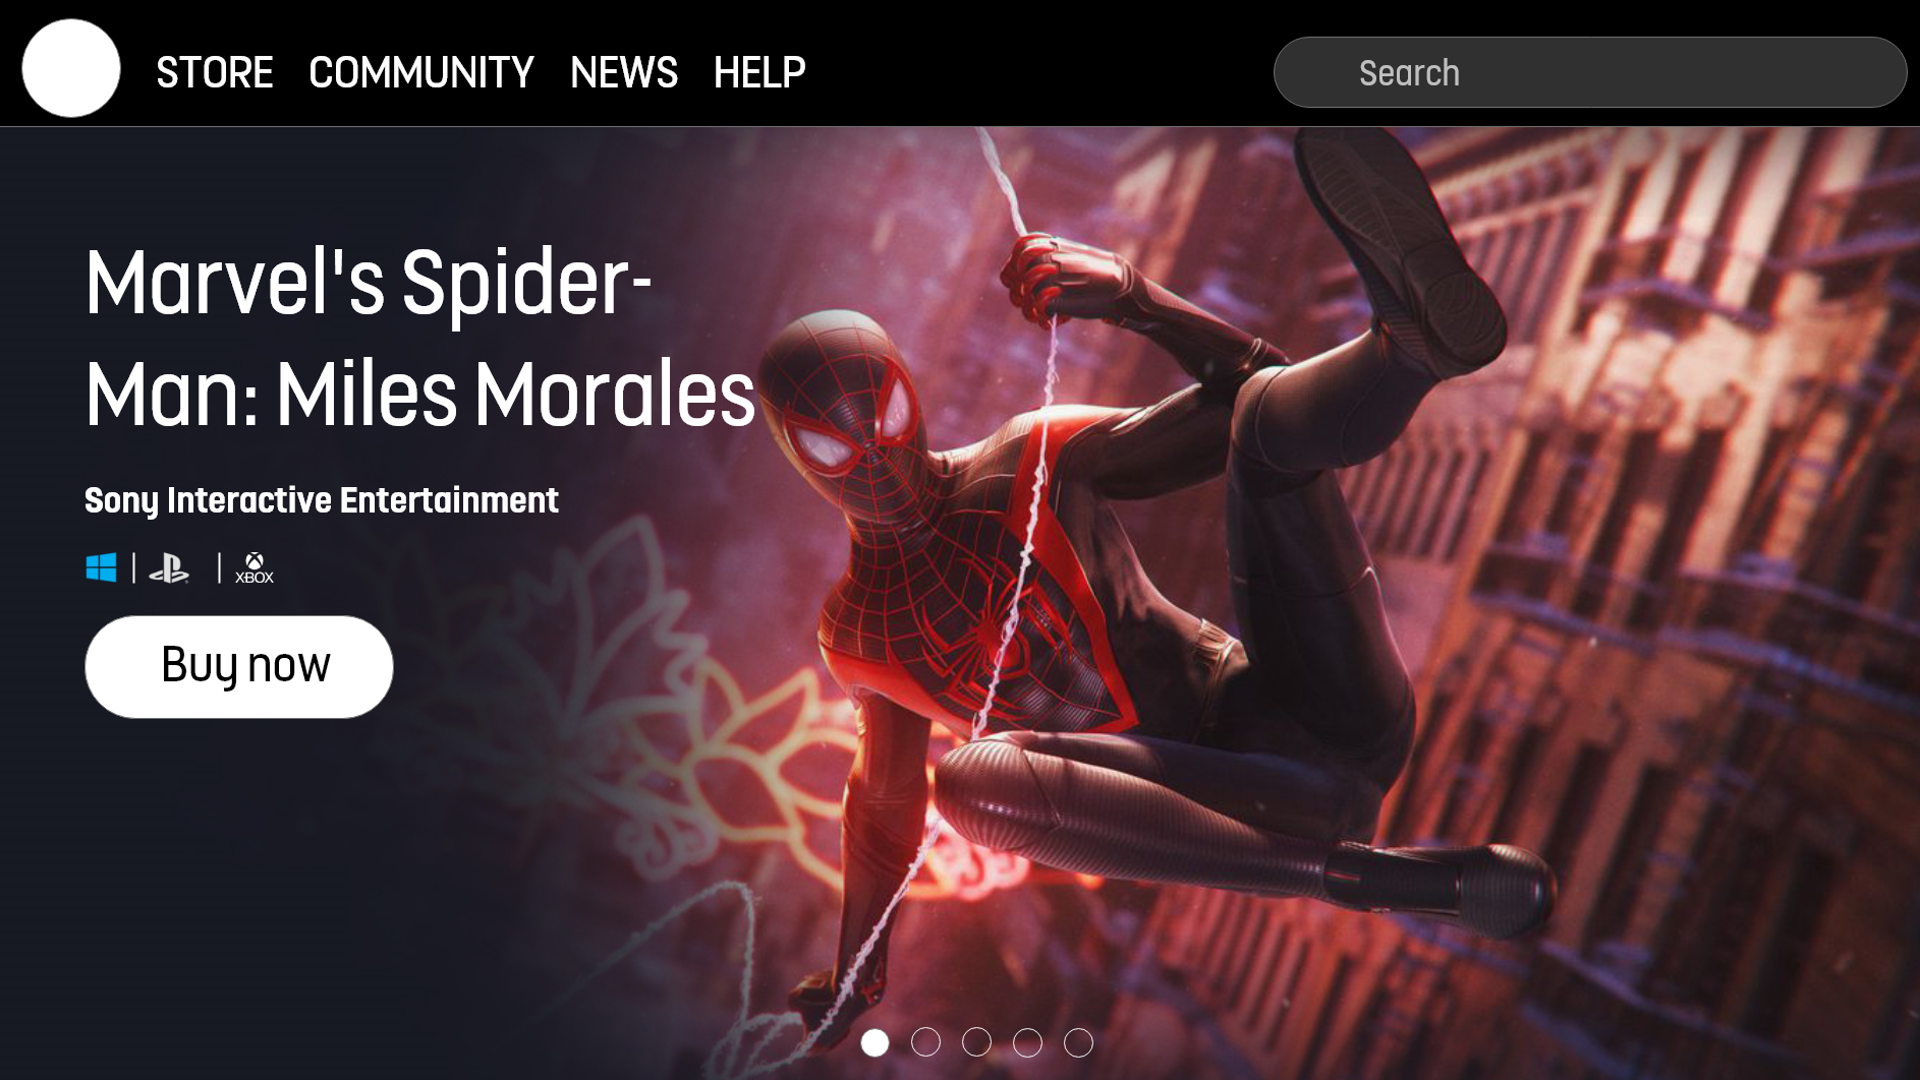 STORE COMMUNITY NEWS HELP
Search
Marvel's Spider-
Man: Miles Morales
Sony Interactive Entertainment
XBOX
Buy now